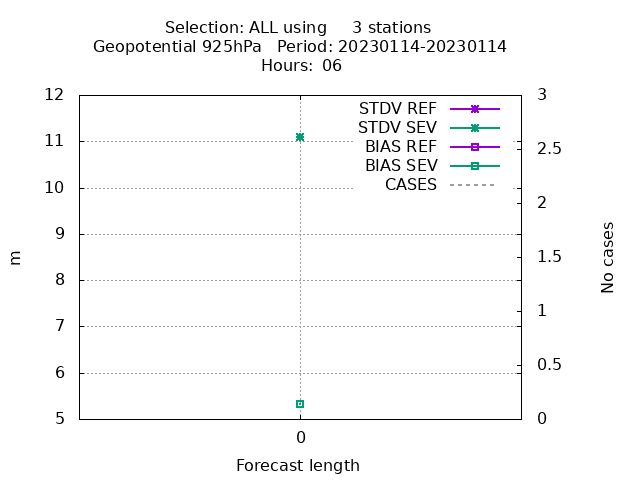 Selection: ALL using     3 stations
Geopotential 925hPa   Period: 20230114-20230114
Hours: 06
12
11
10
9
8
7
6
5
m
STDV REF
STDV SEV
BIAS REF
BIAS SEV
CASES
3
2.5
2
1.5
1
0.5
0
No cases
0
Forecast length